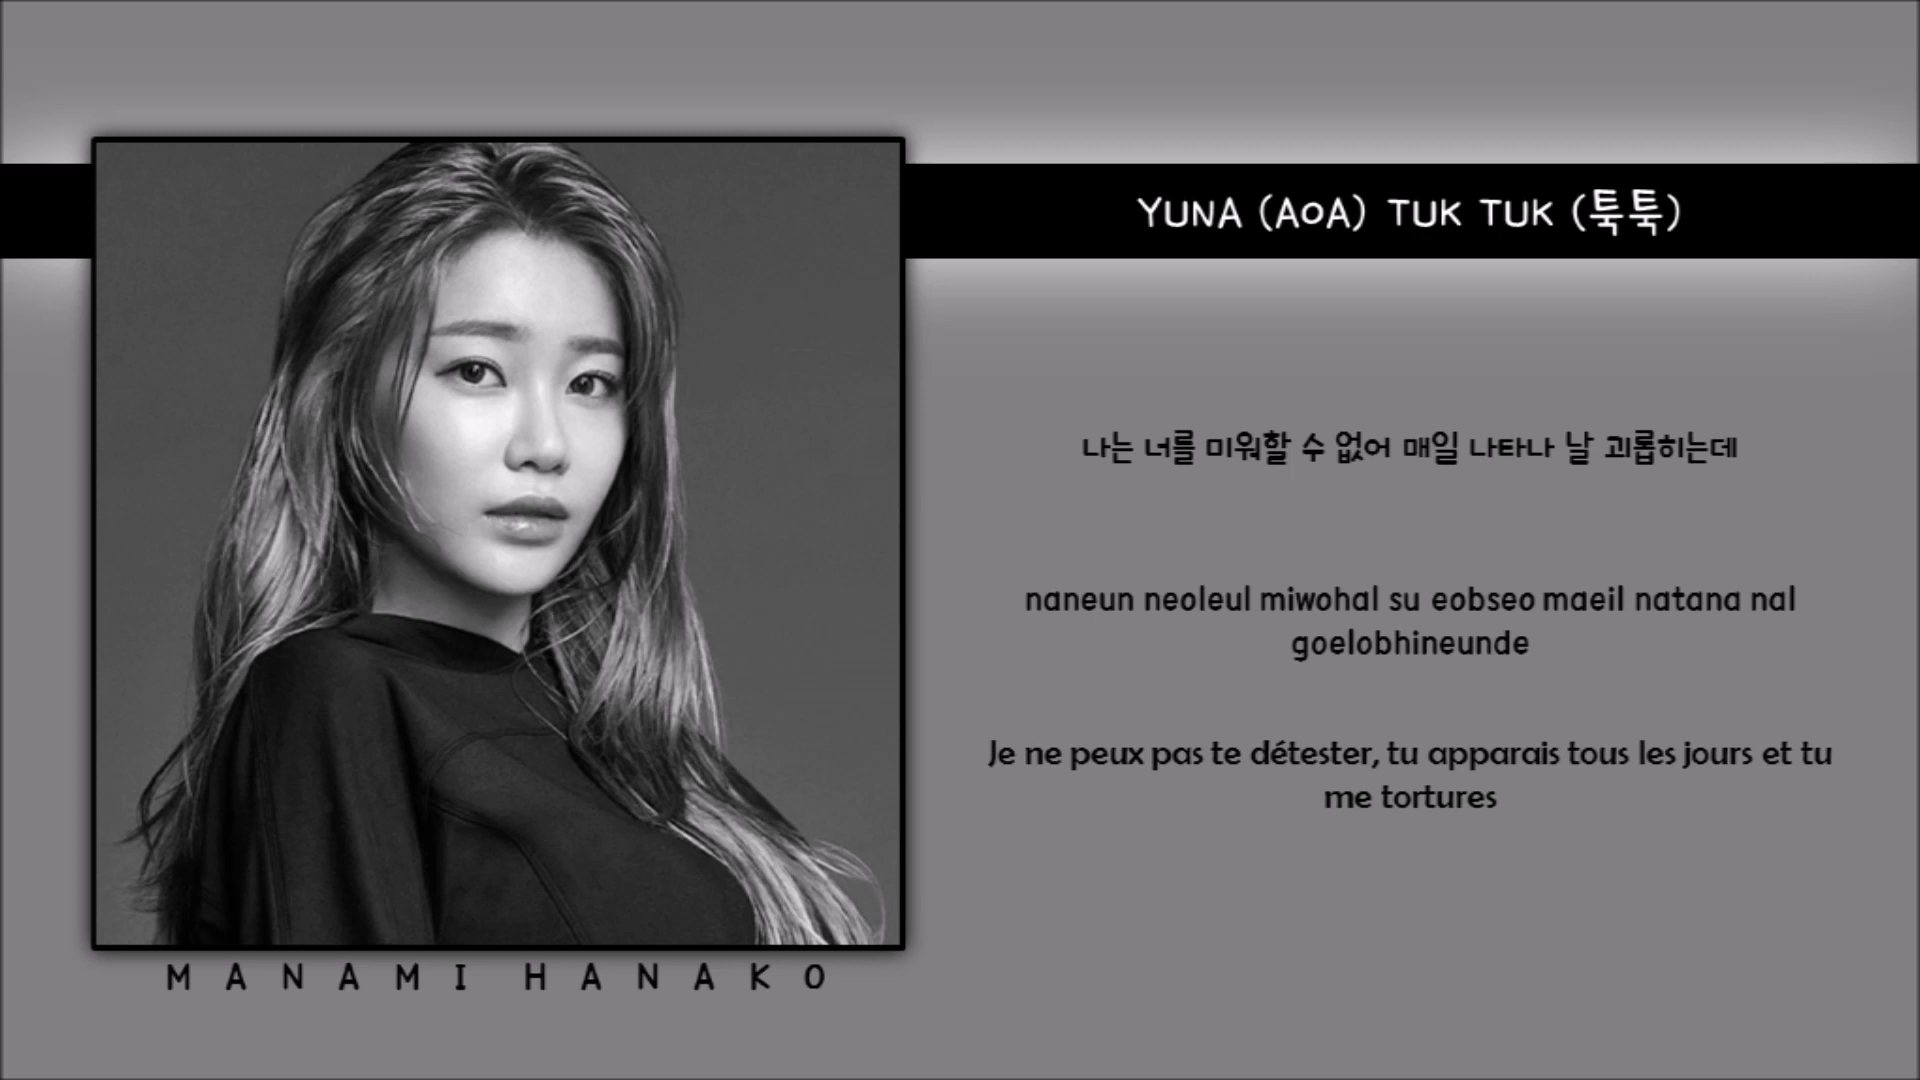 YUNA (AOA) TUK TUK (툭툭)
나는 너를 미워할 수 없어 매일 나타나 날 괴롭히는데
naneun neoleul miwohal su eobseo maeil natana nal
goelobhineunde
Je ne peux pas te détester, tu apparais tous les jours et tu
me tortures
MANAMI HANAKO